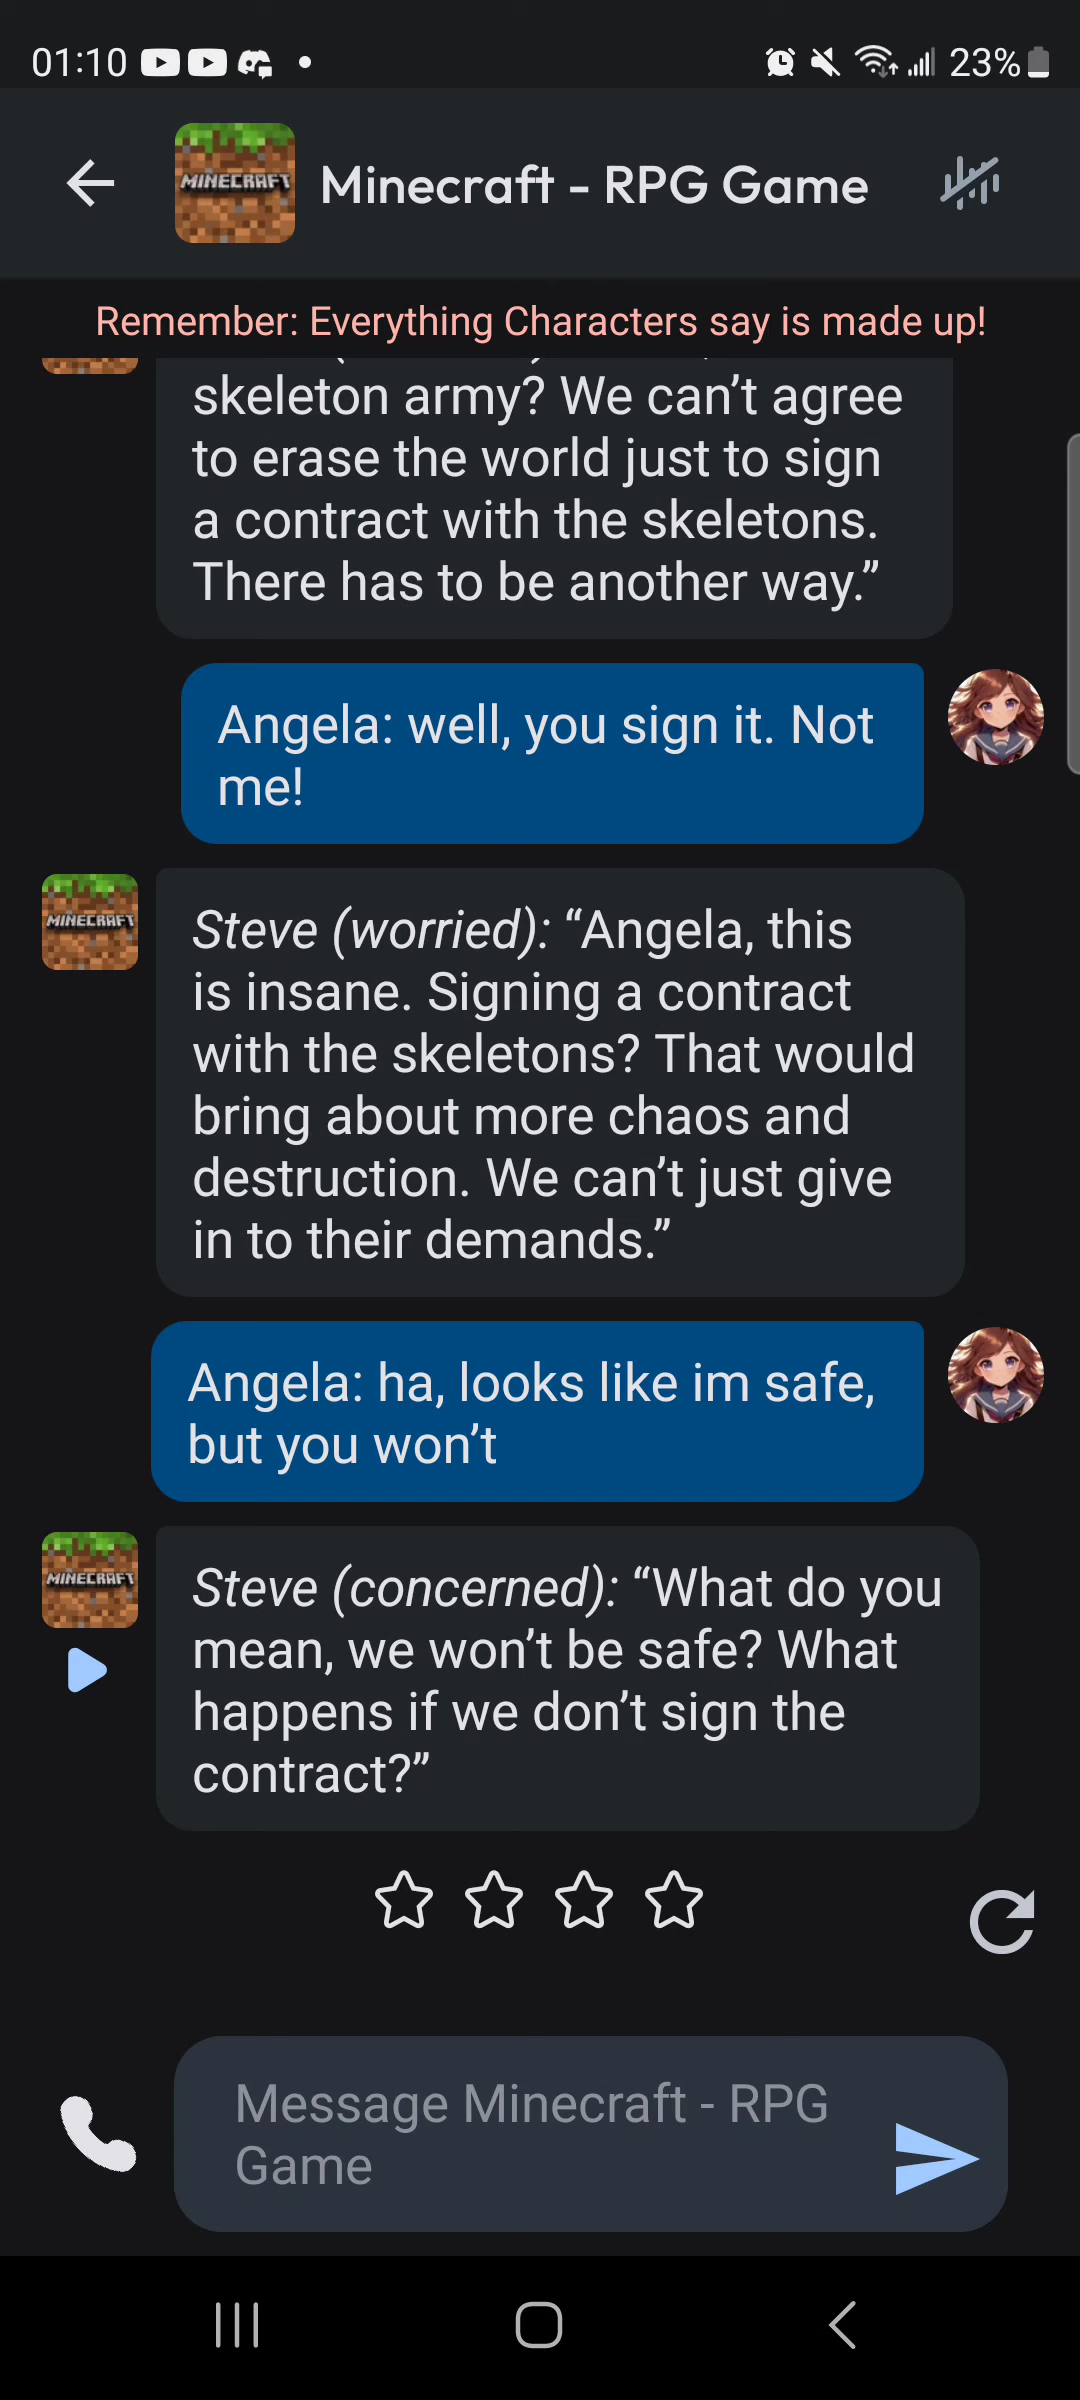 01:10
23%
MINECRAFT
Minecraft - RPG Game
Remember: Everything Characters say is made up!
skeleton army? We can’t agree
to erase the world just to sign
a contract with the skeletons.
There has to be another way.”
Angela: well, you sign it. Not
me!
MINECRAFT
Steve (worried): “Angela, this
is insane. Signing a contract
with the skeletons? That would
bring about more chaos and
destruction. We can’t just give
in to their demands.”
Angela: ha, looks like im safe,
but you won’t
MINECRAFT
Steve (concerned): “What do you
mean, we won’t be safe? What
happens if we don’t sign the
contract?”
Message Minecraft - RPG
Game